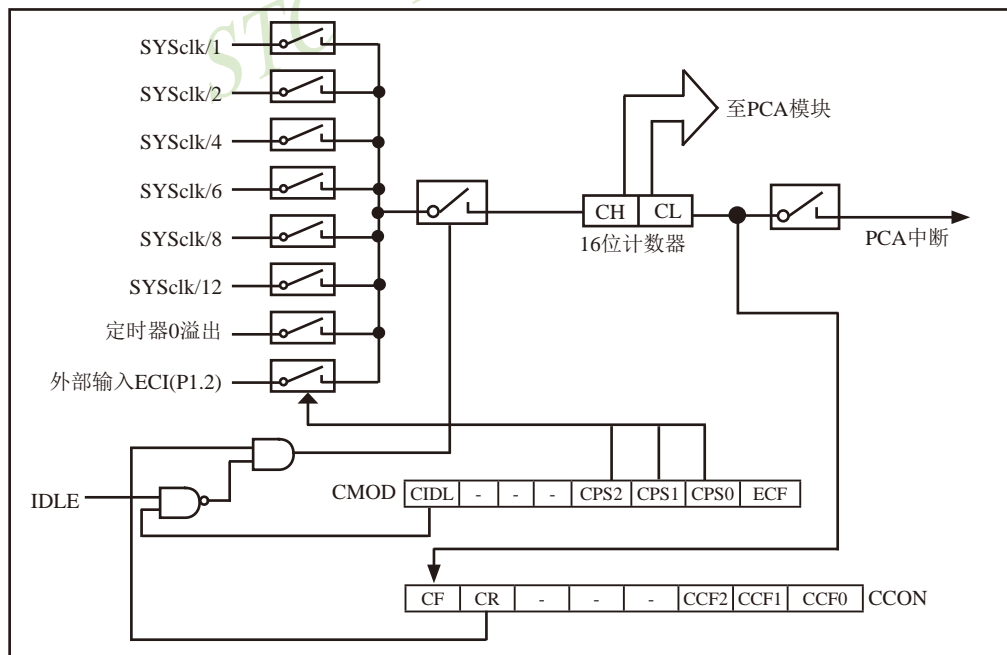 STC
SYSclk/1
SYSclk/2
SYSclk/4
SYSclk/6
SYSclk/8
SYSclk/12
定时器0溢出
外部输入ECI(P1.2)
至PCA模块
CH CL
16位计数器
PCA中断
IDLE
CMOD CIDL - - - CPS2 CPS1 CPS0 ECF
CF CR - - - CCF2 CCF1 CCF0 CCON